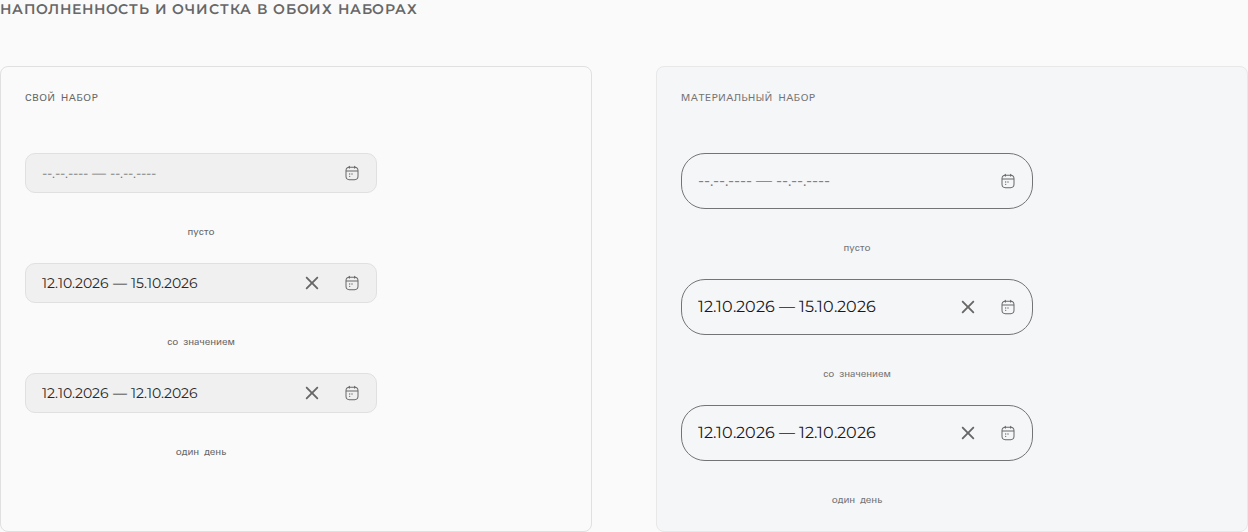 НАПОЛНЕННОСТЬ И ОЧИСТКА В ОБОИХ НАБОРАХ
СВОЙ НАБОР
--.--.---- — --.--.----
пусто
12.10.2026 — 15.10.2026
со значением
12.10.2026 — 12.10.2026
один день
МАТЕРИАЛЬНЫЙ НАБОР
--.--.---- — --.--.----
пусто
12.10.2026 — 15.10.2026
со значением
12.10.2026 — 12.10.2026
один день